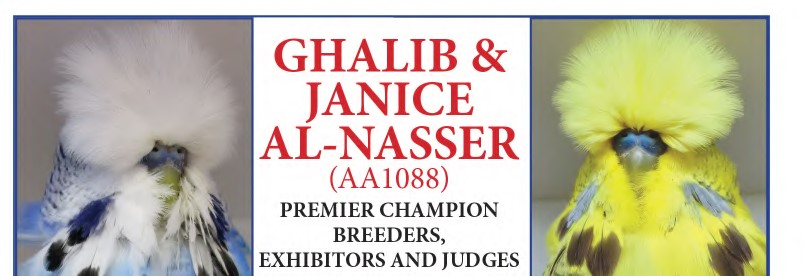 GHALIB &
JANICE
AL-NASSER
(AA1088)
PREMIER CHAMPION
BREEDERS,
EXHIBITORS AND JUDGES